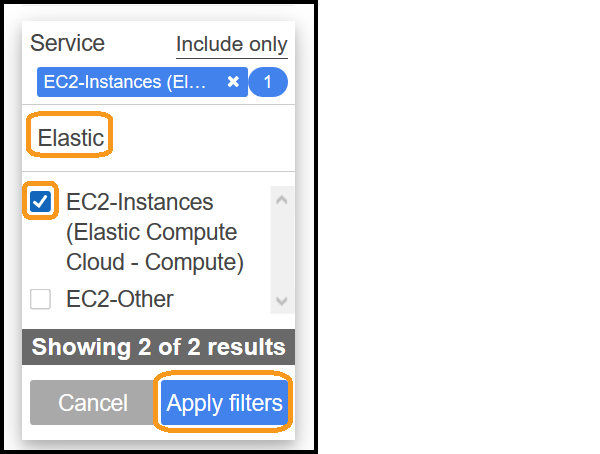 Service Include only
EC2-Instances (El... × 1
Elastic
EC2-Instances
(Elastic Compute
Cloud - Compute)
EC2-Other
Showing 2 of 2 results
Cancel Apply filters